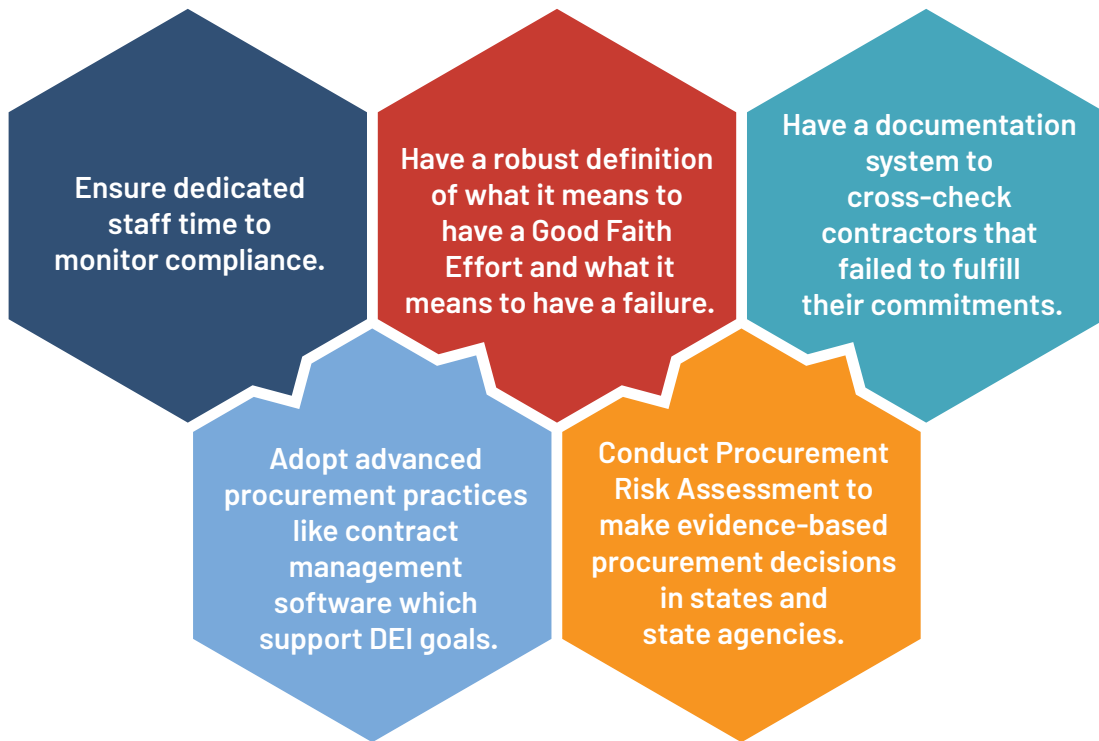 Ensure dedicated
staff time to
monitor compliance.
Have a robust definition
of what it means to
have a Good Faith
Effort and what it
means to have a failure.
Have a documentation
system to
cross-check
contractors that
failed to fulfill
their commitments.
Adopt advanced
procurement practices
like contract
management
software which
support DEI goals.
Conduct Procurement
Risk Assessment to
make evidence-based
procurement decisions
in states and
state agencies.